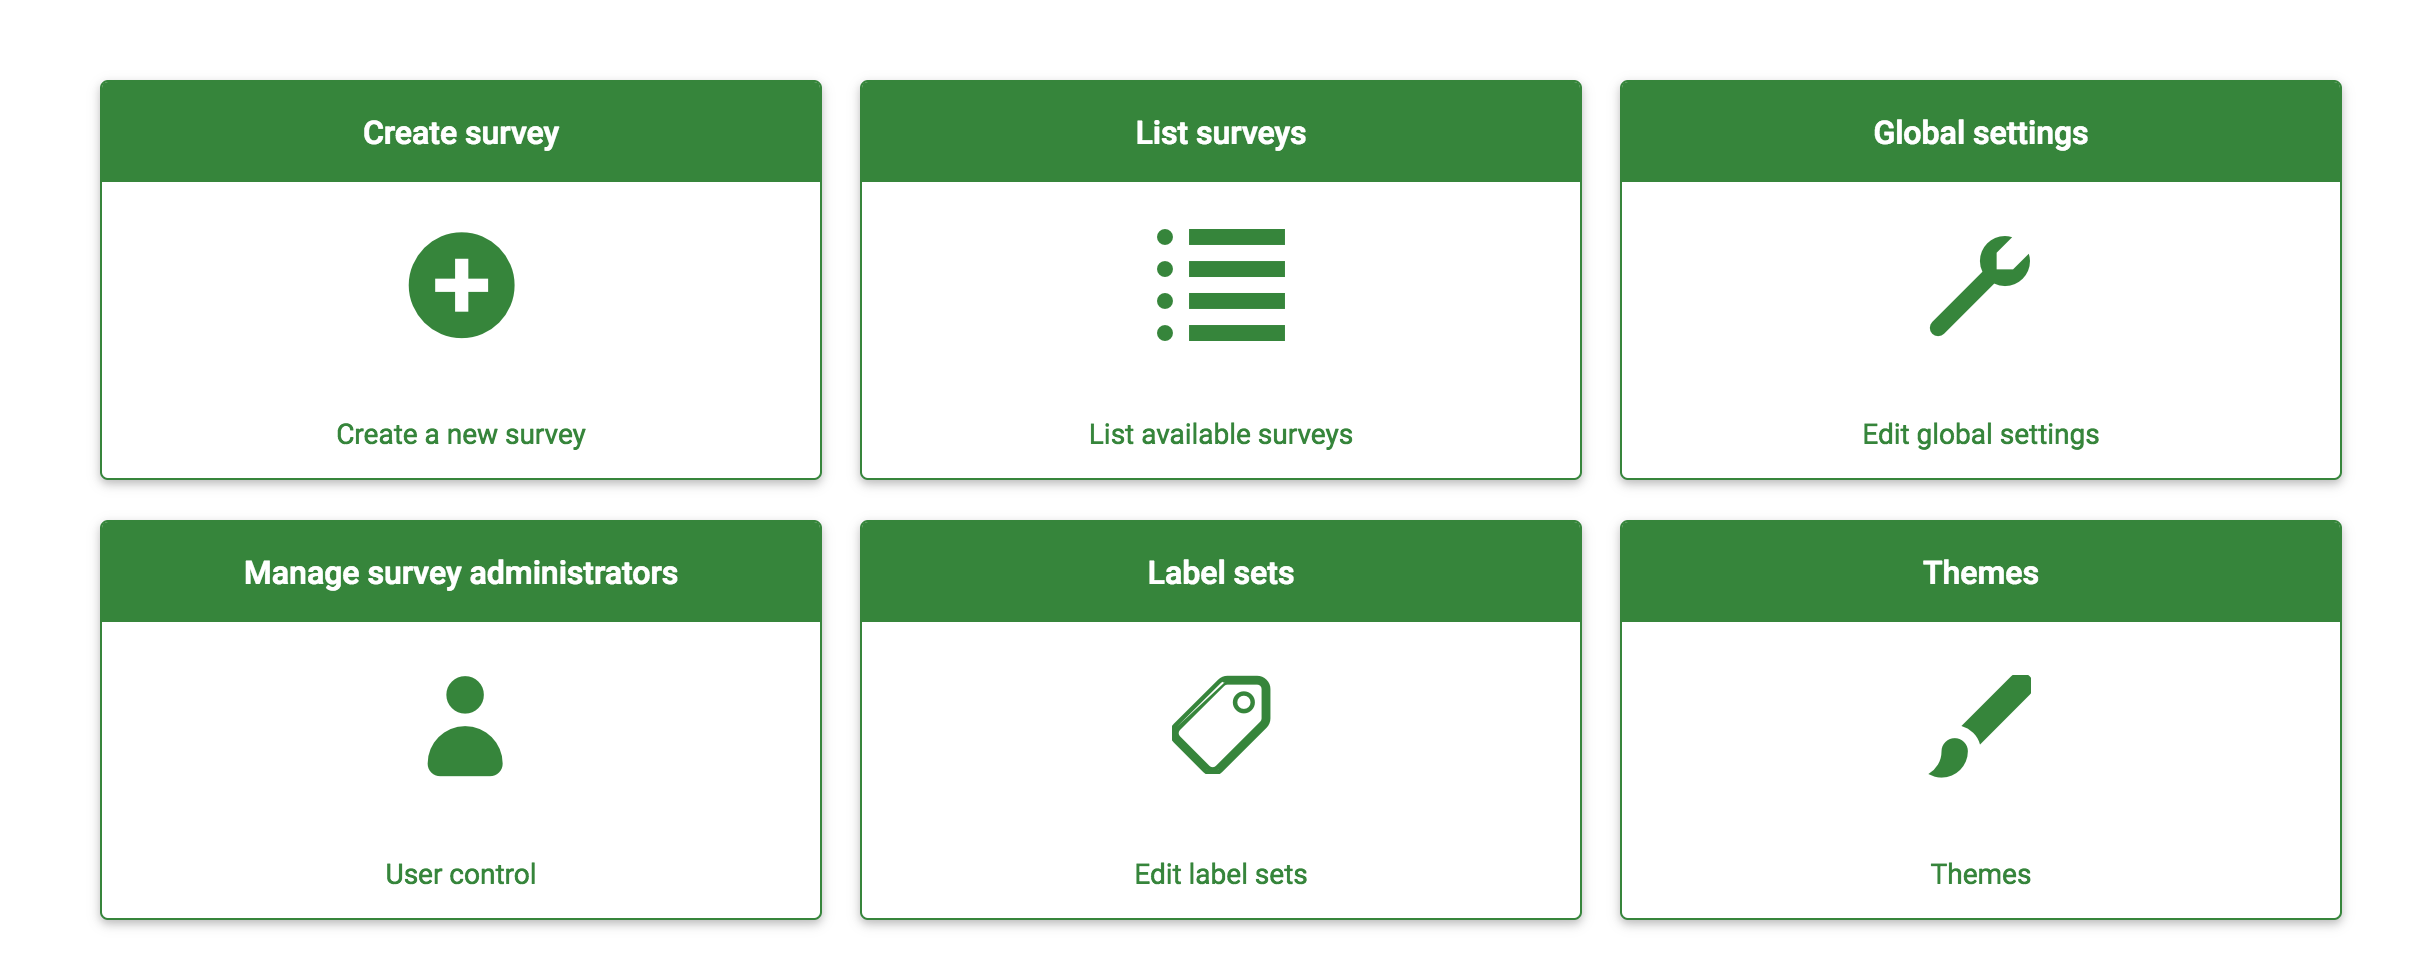 Create survey
List surveys
Global settings
Create a new survey
List available surveys
Edit global settings
Manage survey administrators
Label sets
Themes
User control
Edit label sets
Themes